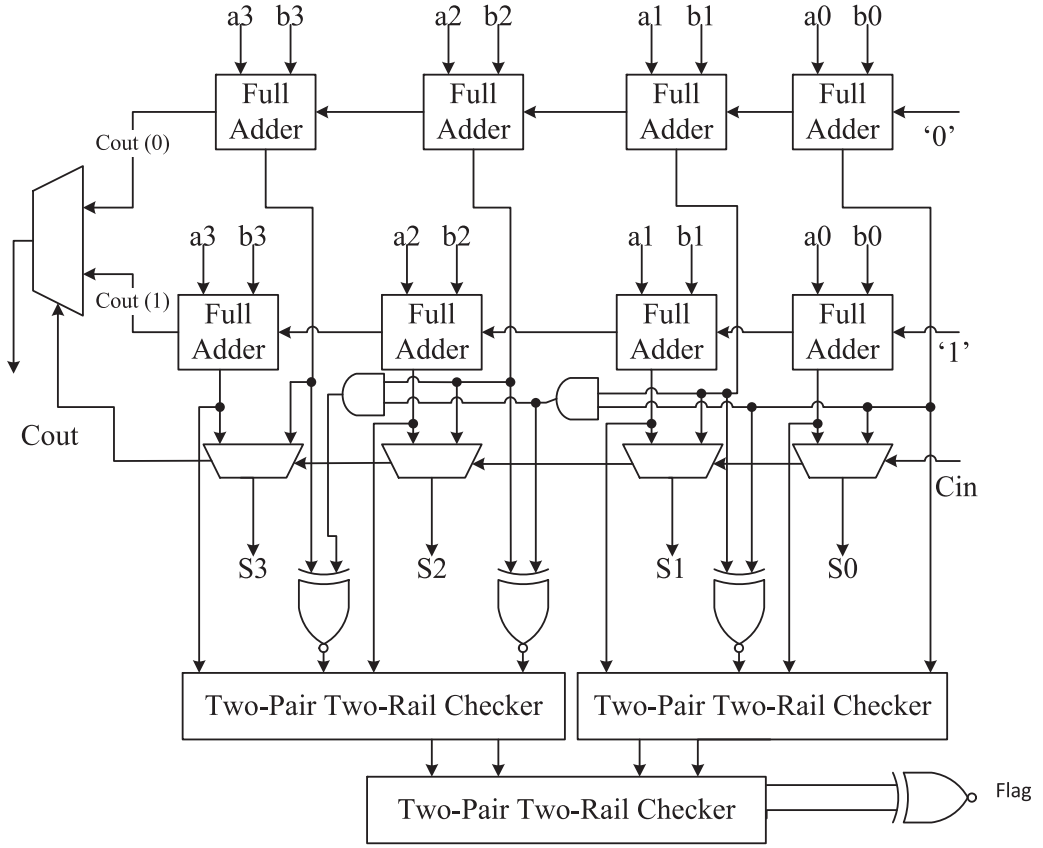 a3 b3 a2 b2 a1 b1 a0 b0
Full Adder
Full Adder
Full Adder
Full Adder
‘0’
Cout (0)
a3 b3 a2 b2 a1 b1 a0 b0
Cout (1)
Full Adder
Full Adder
Full Adder
Full Adder
‘1’
Cout
Cin
S3 S2 S1 S0
Two-Pair Two-Rail Checker
Two-Pair Two-Rail Checker
Two-Pair Two-Rail Checker
Flag